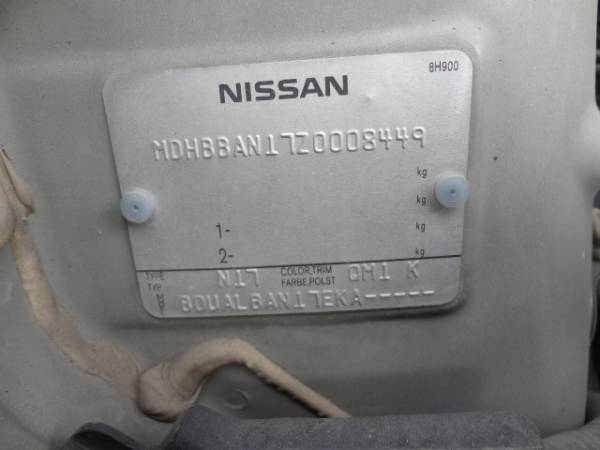 8H900
NISSAN
MDHBBAN17Z0008449
kg
kg
1- kg
2- kg
TYPE TYP N17 COLOR,TRIM FARBE,POLST QM1 K
BDUALBAN17EKA-----